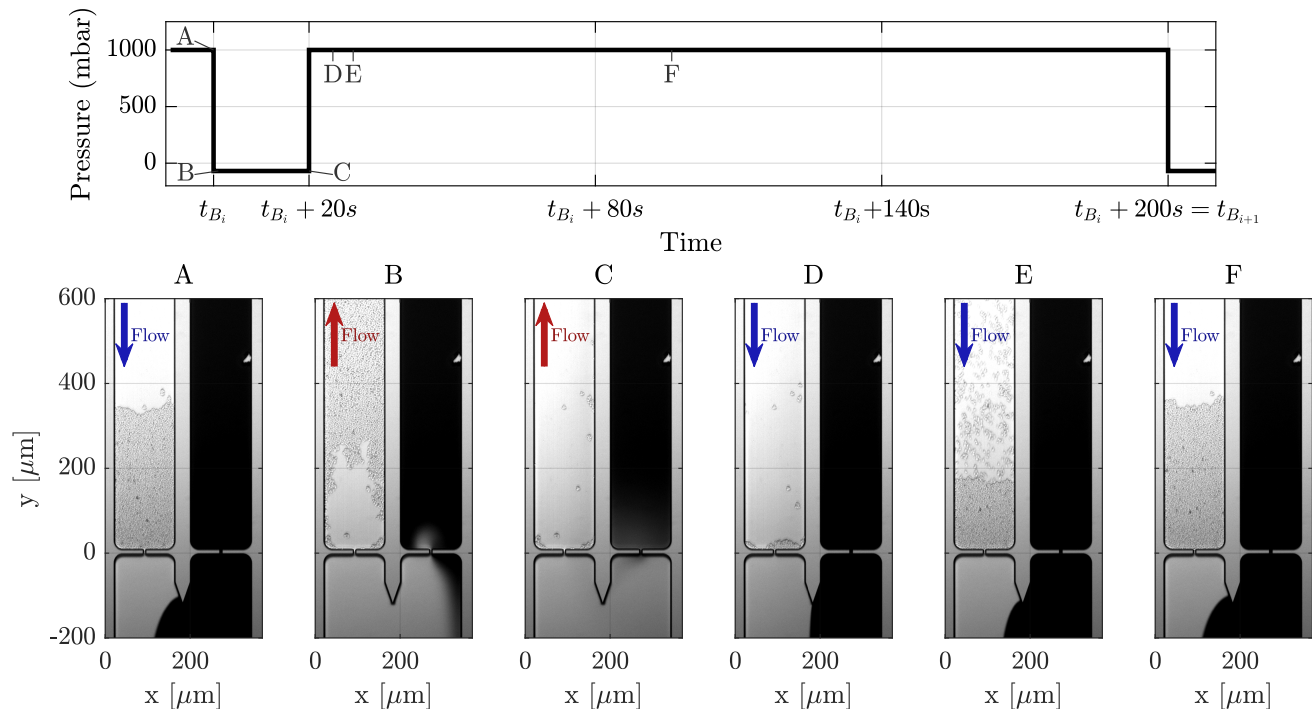 Pressure (mbar)
1000
500
0
A
B
C
D
E
F
t_{B_i}
t_{B_i} + 20s
t_{B_i} + 80s
t_{B_i}+140s
t_{B_i} + 200s = t_{B_{i+1}}
Time
A
B
C
D
E
F
Flow
Flow
Flow
Flow
Flow
Flow
y [μm]
600
400
200
0
-200
0 200
0 200
0 200
0 200
0 200
0 200
x [μm]
x [μm]
x [μm]
x [μm]
x [μm]
x [μm]